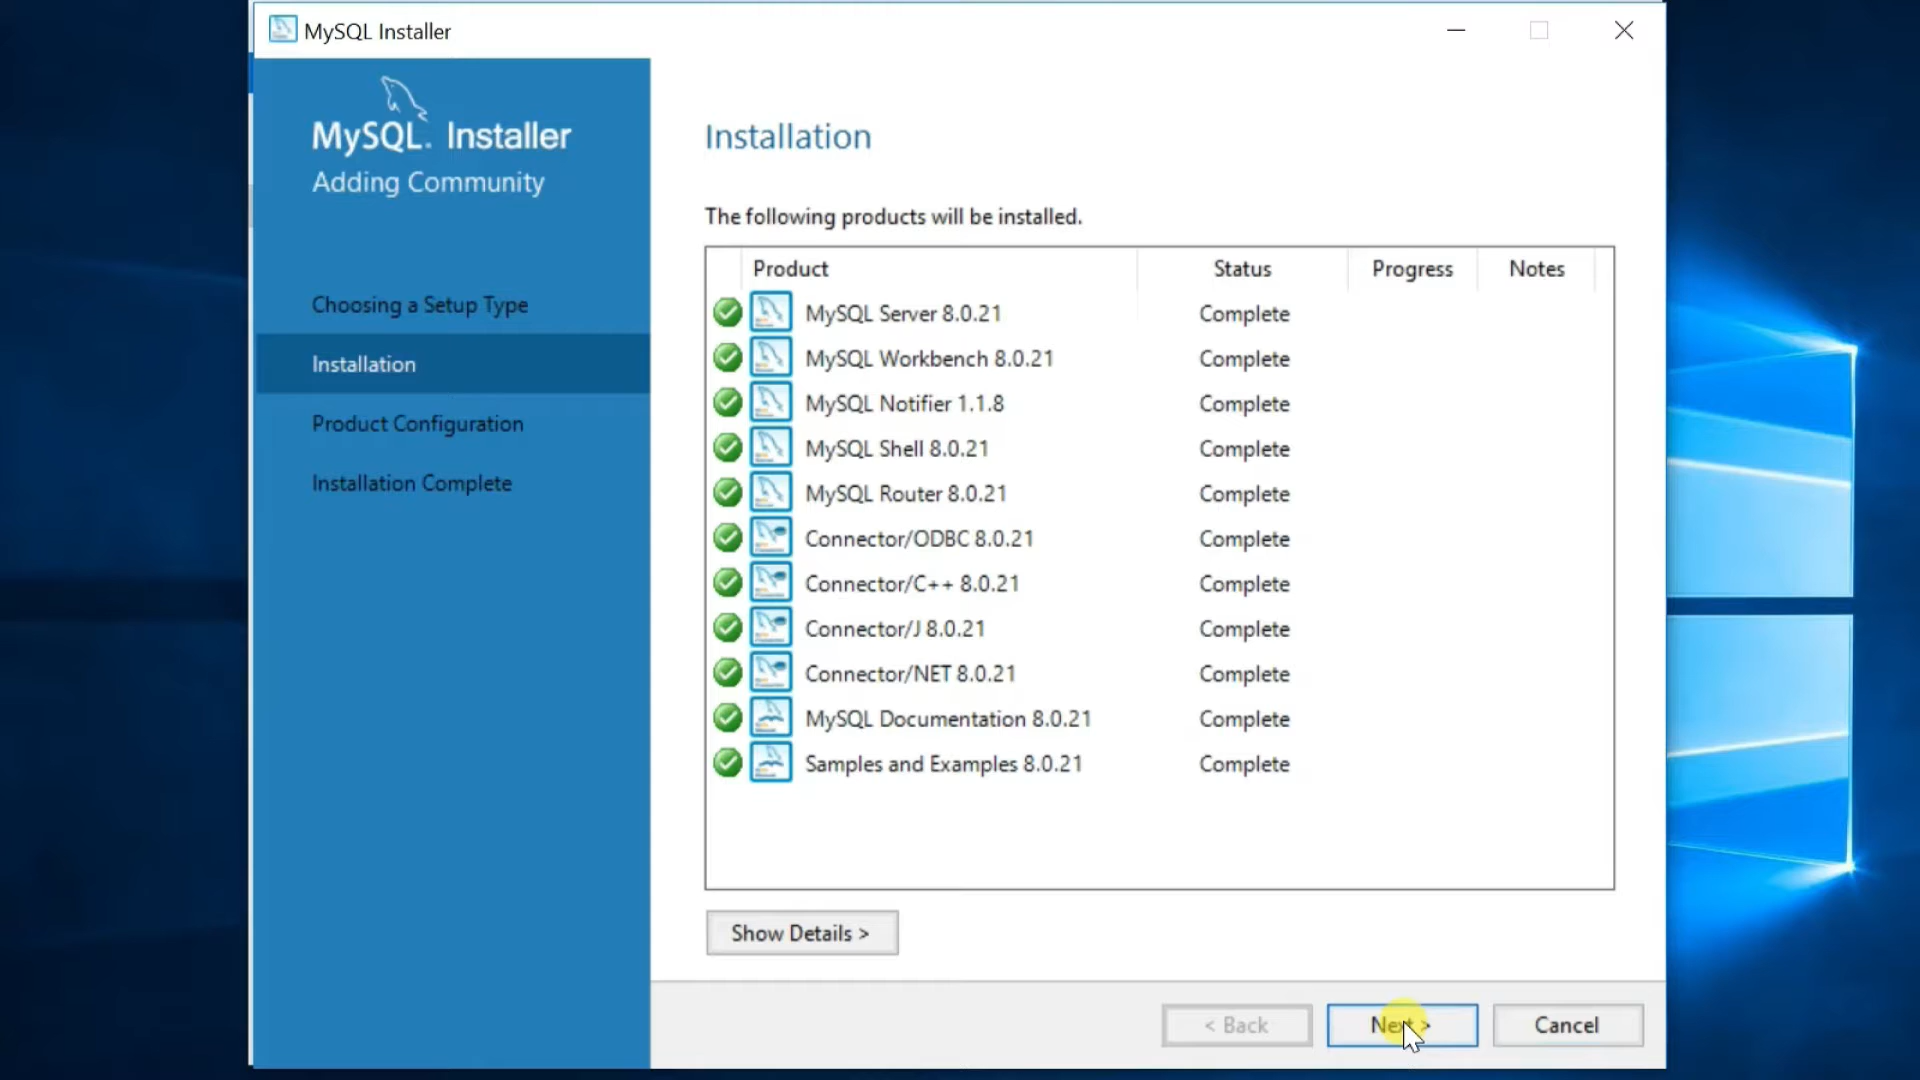 MySQL Installer
MySQL. Installer
Adding Community
Choosing a Setup Type
Installation
Product Configuration
Installation Complete
Installation
The following products will be installed.
Product Status Progress Notes
MySQL Server 8.0.21 Complete
MySQL Workbench 8.0.21 Complete
MySQL Notifier 1.1.8 Complete
MySQL Shell 8.0.21 Complete
MySQL Router 8.0.21 Complete
Connector/ODBC 8.0.21 Complete
Connector/C++ 8.0.21 Complete
Connector/J 8.0.21 Complete
Connector/NET 8.0.21 Complete
MySQL Documentation 8.0.21 Complete
Samples and Examples 8.0.21 Complete
Show Details >
< Back Next > Cancel